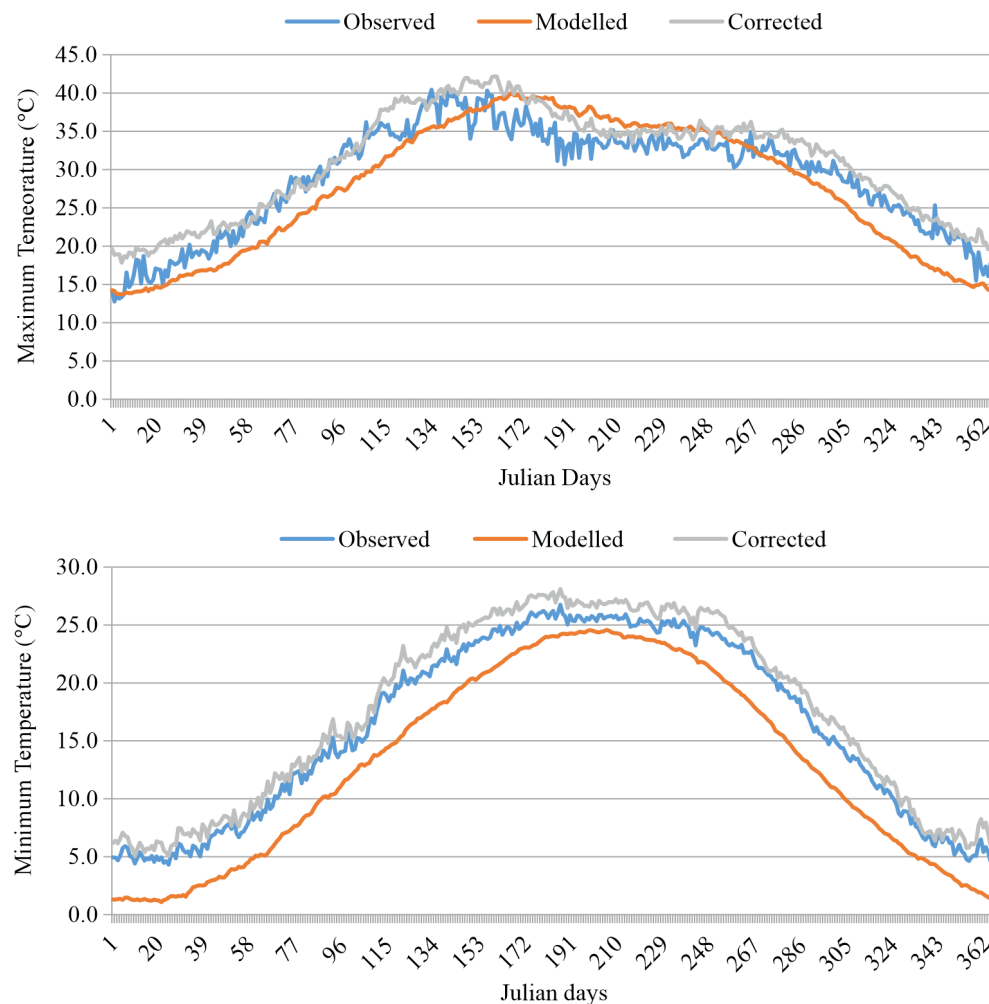 Observed Modelled Corrected
Maximum Temeorature (°C)
45.0
40.0
35.0
30.0
25.0
20.0
15.0
10.0
5.0
0.0
1 20 39 58 77 96 115 134 153 172 191 210 229 248 267 286 305 324 343 362
Julian Days
Observed Modelled Corrected
Minimum Temperature (°C)
30.0
25.0
20.0
15.0
10.0
5.0
0.0
1 20 39 58 77 96 115 134 153 172 191 210 229 248 267 286 305 324 343 362
Julian days